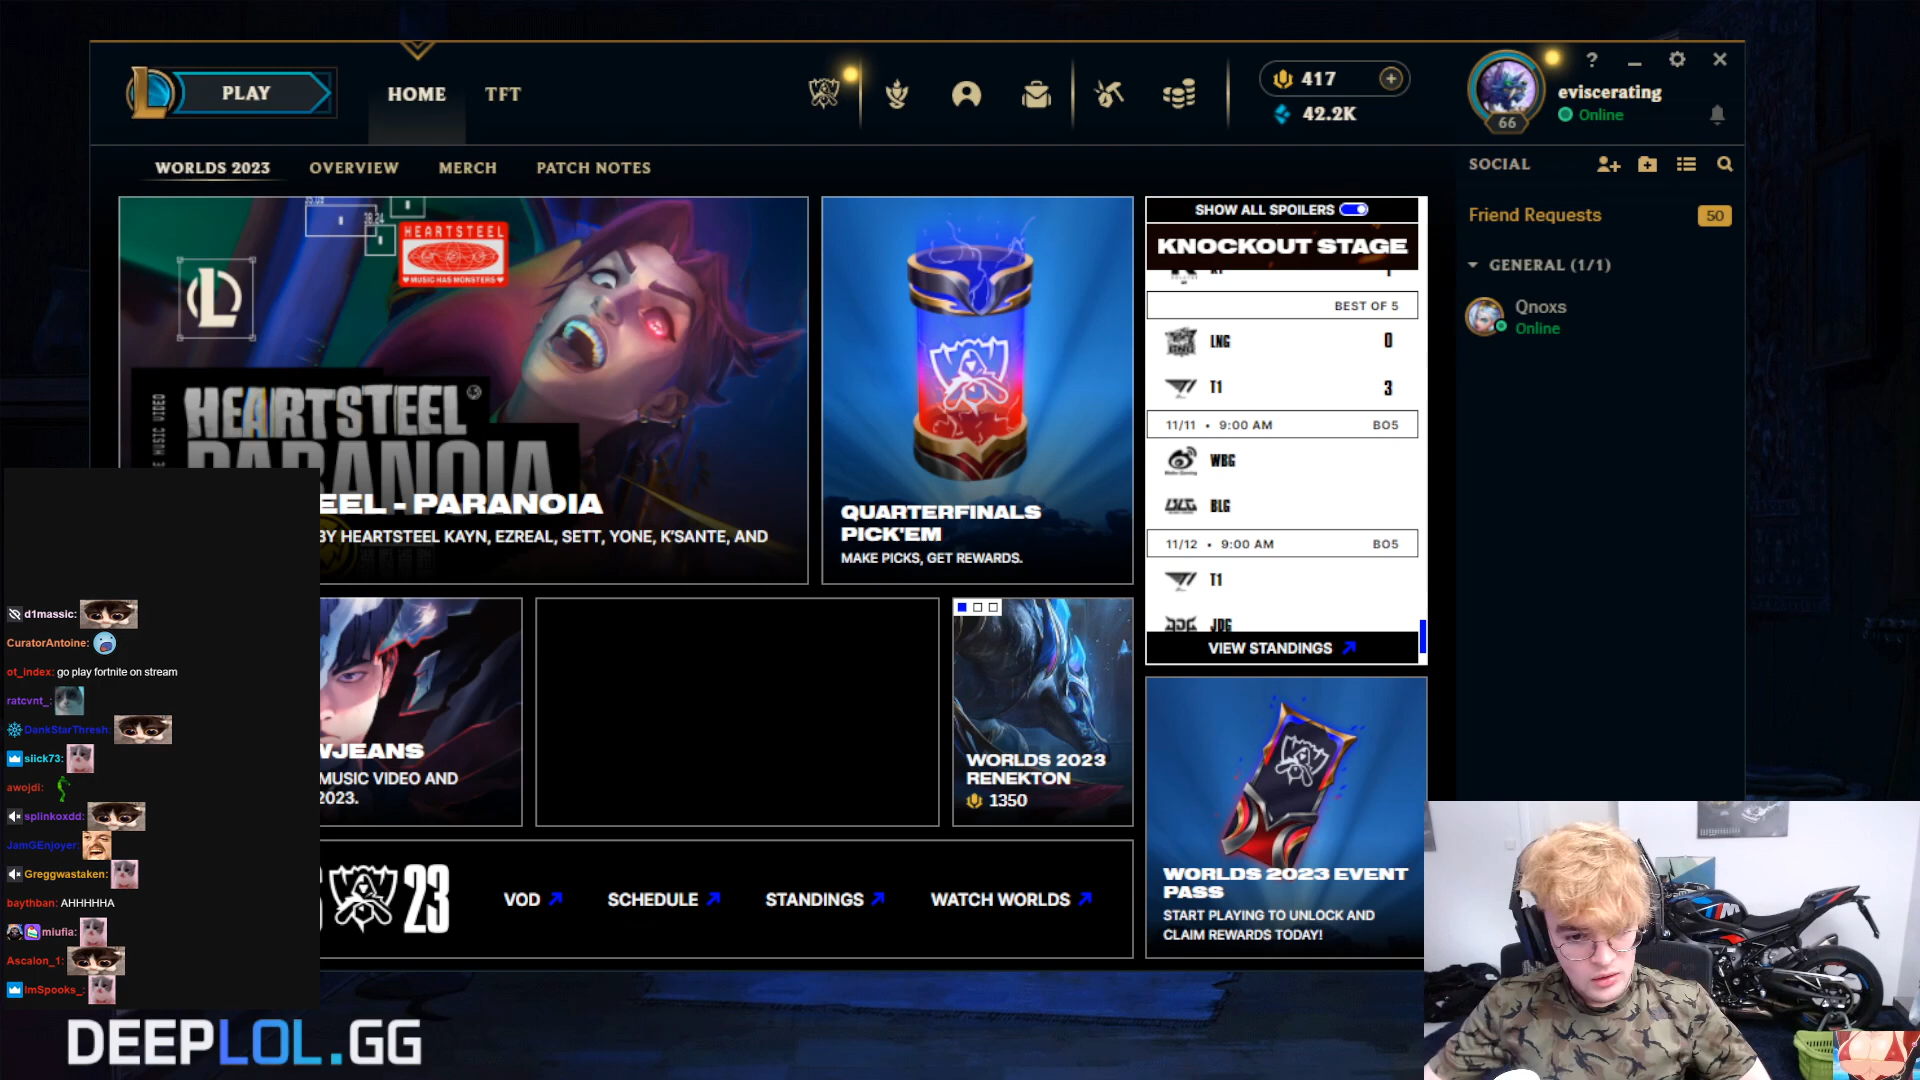 PLAY
HOME
TFT
417
42.2K
66
eviscerating
Online
WORLDS 2023
OVERVIEW
MERCH
PATCH NOTES
SOCIAL
Friend Requests
50
GENERAL (1/1)
Qnoxs
Online
HEARTSTEEL
MUSIC HAS MONSTERS
HEARTSTEEL
PARANOIA
EEL - PARANOIA
BY HEARTSTEEL KAYN, EZREAL, SETT, YONE, K'SANTE, AND
QUARTERFINALS
PICK'EM
MAKE PICKS, GET REWARDS.
SHOW ALL SPOILERS
KNOCKOUT STAGE
BEST OF 5
LNG 0
T1 3
11/11 • 9:00 AM BO5
WBG
BLG
11/12 • 9:00 AM BO5
T1
JDG
VIEW STANDINGS
WJEANS
MUSIC VIDEO AND
2023.
WORLDS 2023
RENEKTON
1350
WORLDS 2023 EVENT
PASS
START PLAYING TO UNLOCK AND
CLAIM REWARDS TODAY!
23
VOD
SCHEDULE
STANDINGS
WATCH WORLDS
d1massic:
CuratorAntoine:
ot_index: go play fortnite on stream
ratcvnt_:
DankStarThresh:
siick73:
awojdi:
splinkoxdd:
JamGEnjoyer:
Greggwastaken:
baythban: AHHHHHA
miufia:
Ascalon_1:
ImSpooks_:
DEEPLOL.GG